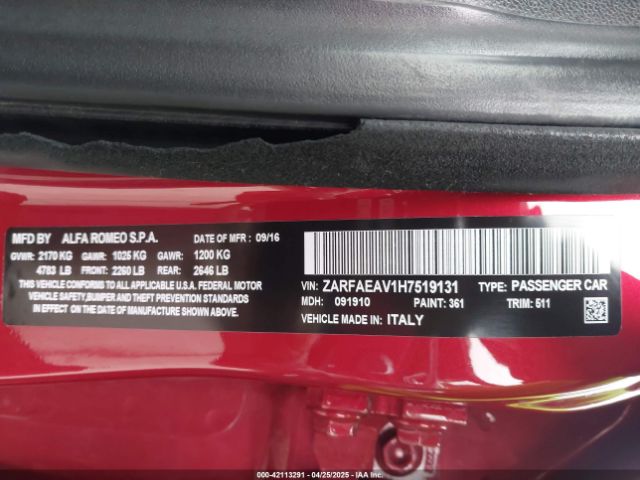 MFD BY ALFA ROMEO S.P.A. DATE OF MFR : 09/16
GVWR: 2170 KG GAWR: 1025 KG GAWR: 1200 KG
4783 LB FRONT: 2260 LB REAR: 2646 LB
THIS VEHICLE CONFORMS TO ALL APPLICABLE U.S.A. FEDERAL MOTOR
VEHICLE SAFETY,BUMPER AND THEFT PREVENTION STANDARDS
IN EFFECT ON THE DATE OF MANUFACTURE SHOWN ABOVE
VIN: ZARFAEAV1H7519131 TYPE: PASSENGER CAR
MDH: 091910 PAINT: 361 TRIM: 511
VEHICLE MADE IN: ITALY
000-42113291 - 04/25/2025 - IAAI.COM